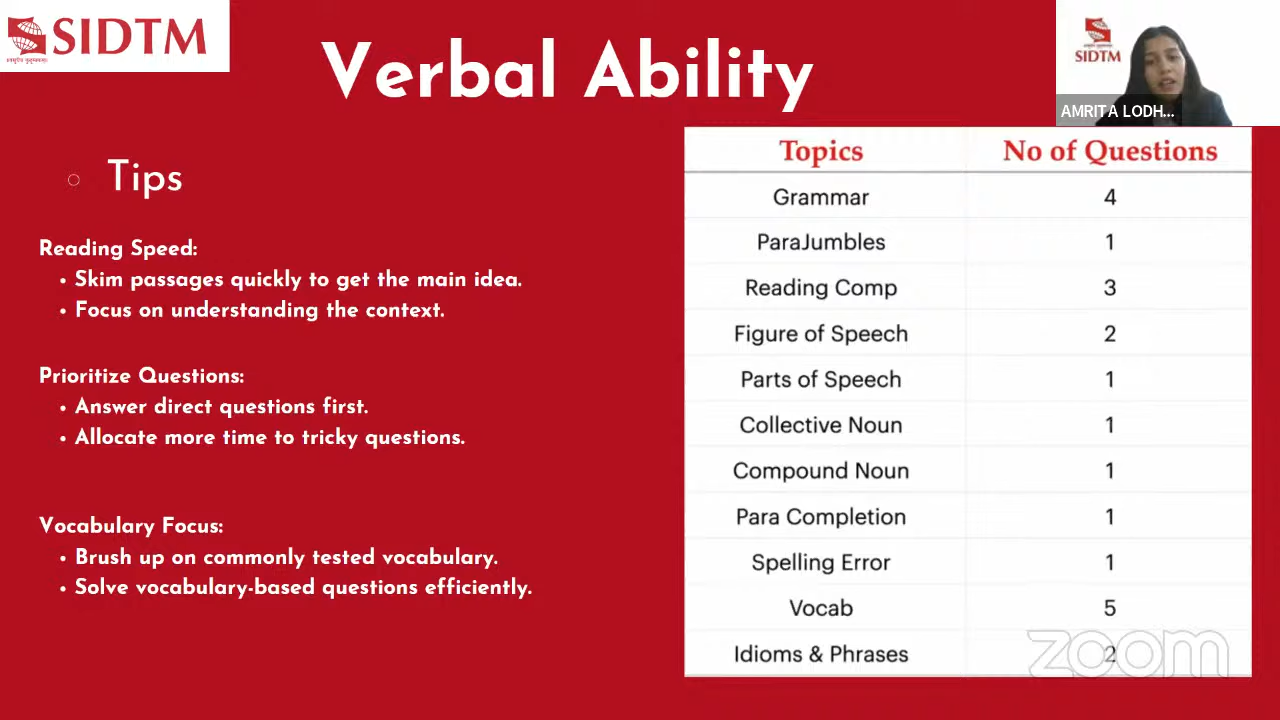 SIDTM
Verbal Ability
SIDTM
AMRITA LODH...
Tips
Reading Speed:
• Skim passages quickly to get the main idea.
• Focus on understanding the context.
Prioritize Questions:
• Answer direct questions first.
• Allocate more time to tricky questions.
Vocabulary Focus:
• Brush up on commonly tested vocabulary.
• Solve vocabulary-based questions efficiently.
Topics No of Questions
Grammar 4
ParaJumbles 1
Reading Comp 3
Figure of Speech 2
Parts of Speech 1
Collective Noun 1
Compound Noun 1
Para Completion 1
Spelling Error 1
Vocab 5
Idioms & Phrases 2
zoom